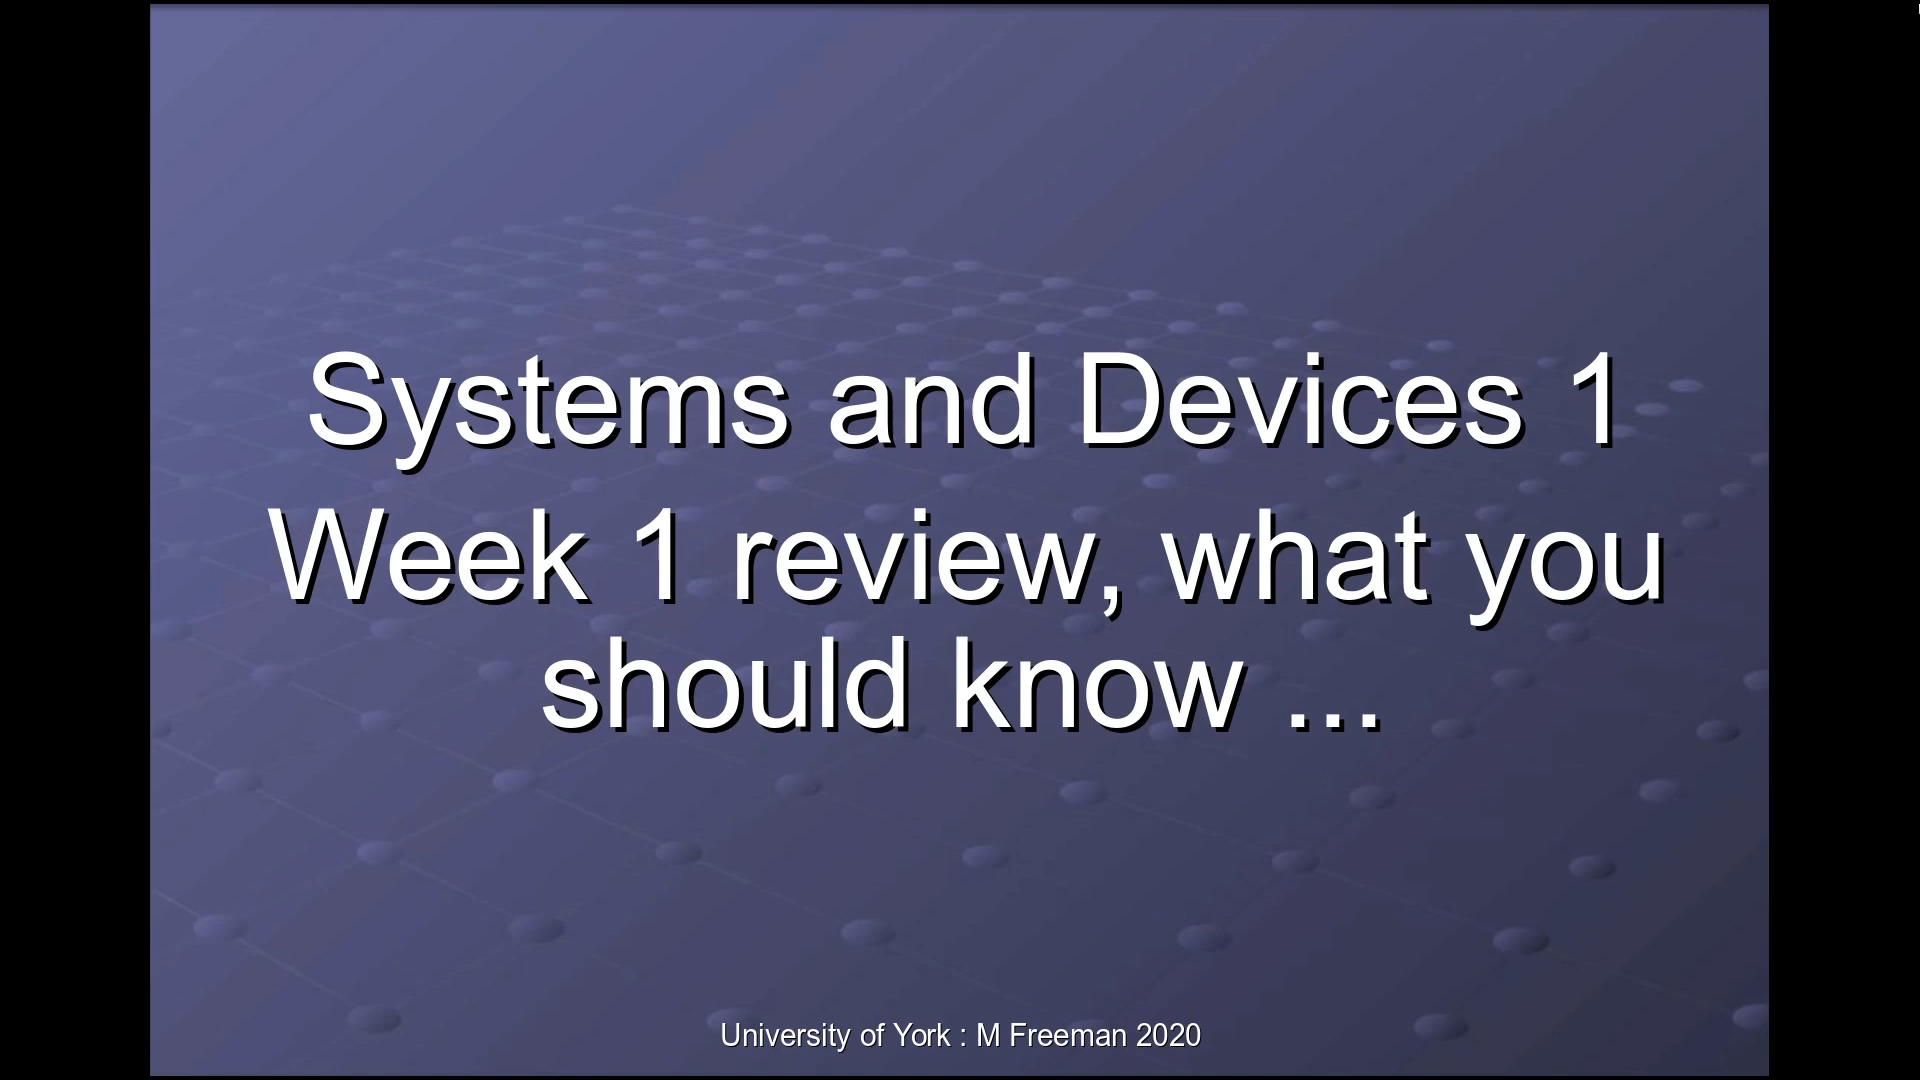 Systems and Devices 1
Week 1 review, what you
should know ...
University of York : M Freeman 2020